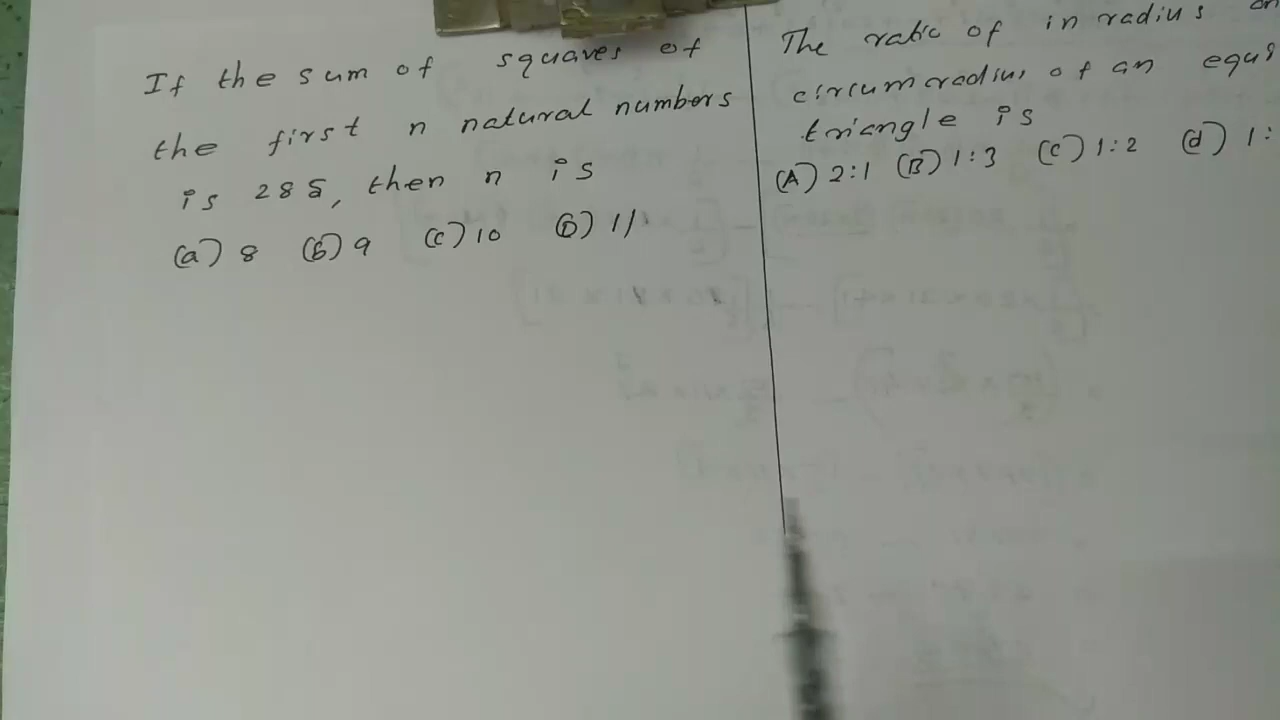 If the sum of squares of
the first n natural numbers
is 285, then n is
(a) 8 (b) 9 (c) 10 (D) 11
The ratio of in radius
circumradius of an
triangle is
(A) 2:1 (B) 1:3 (c) 1:2 (d) 1: